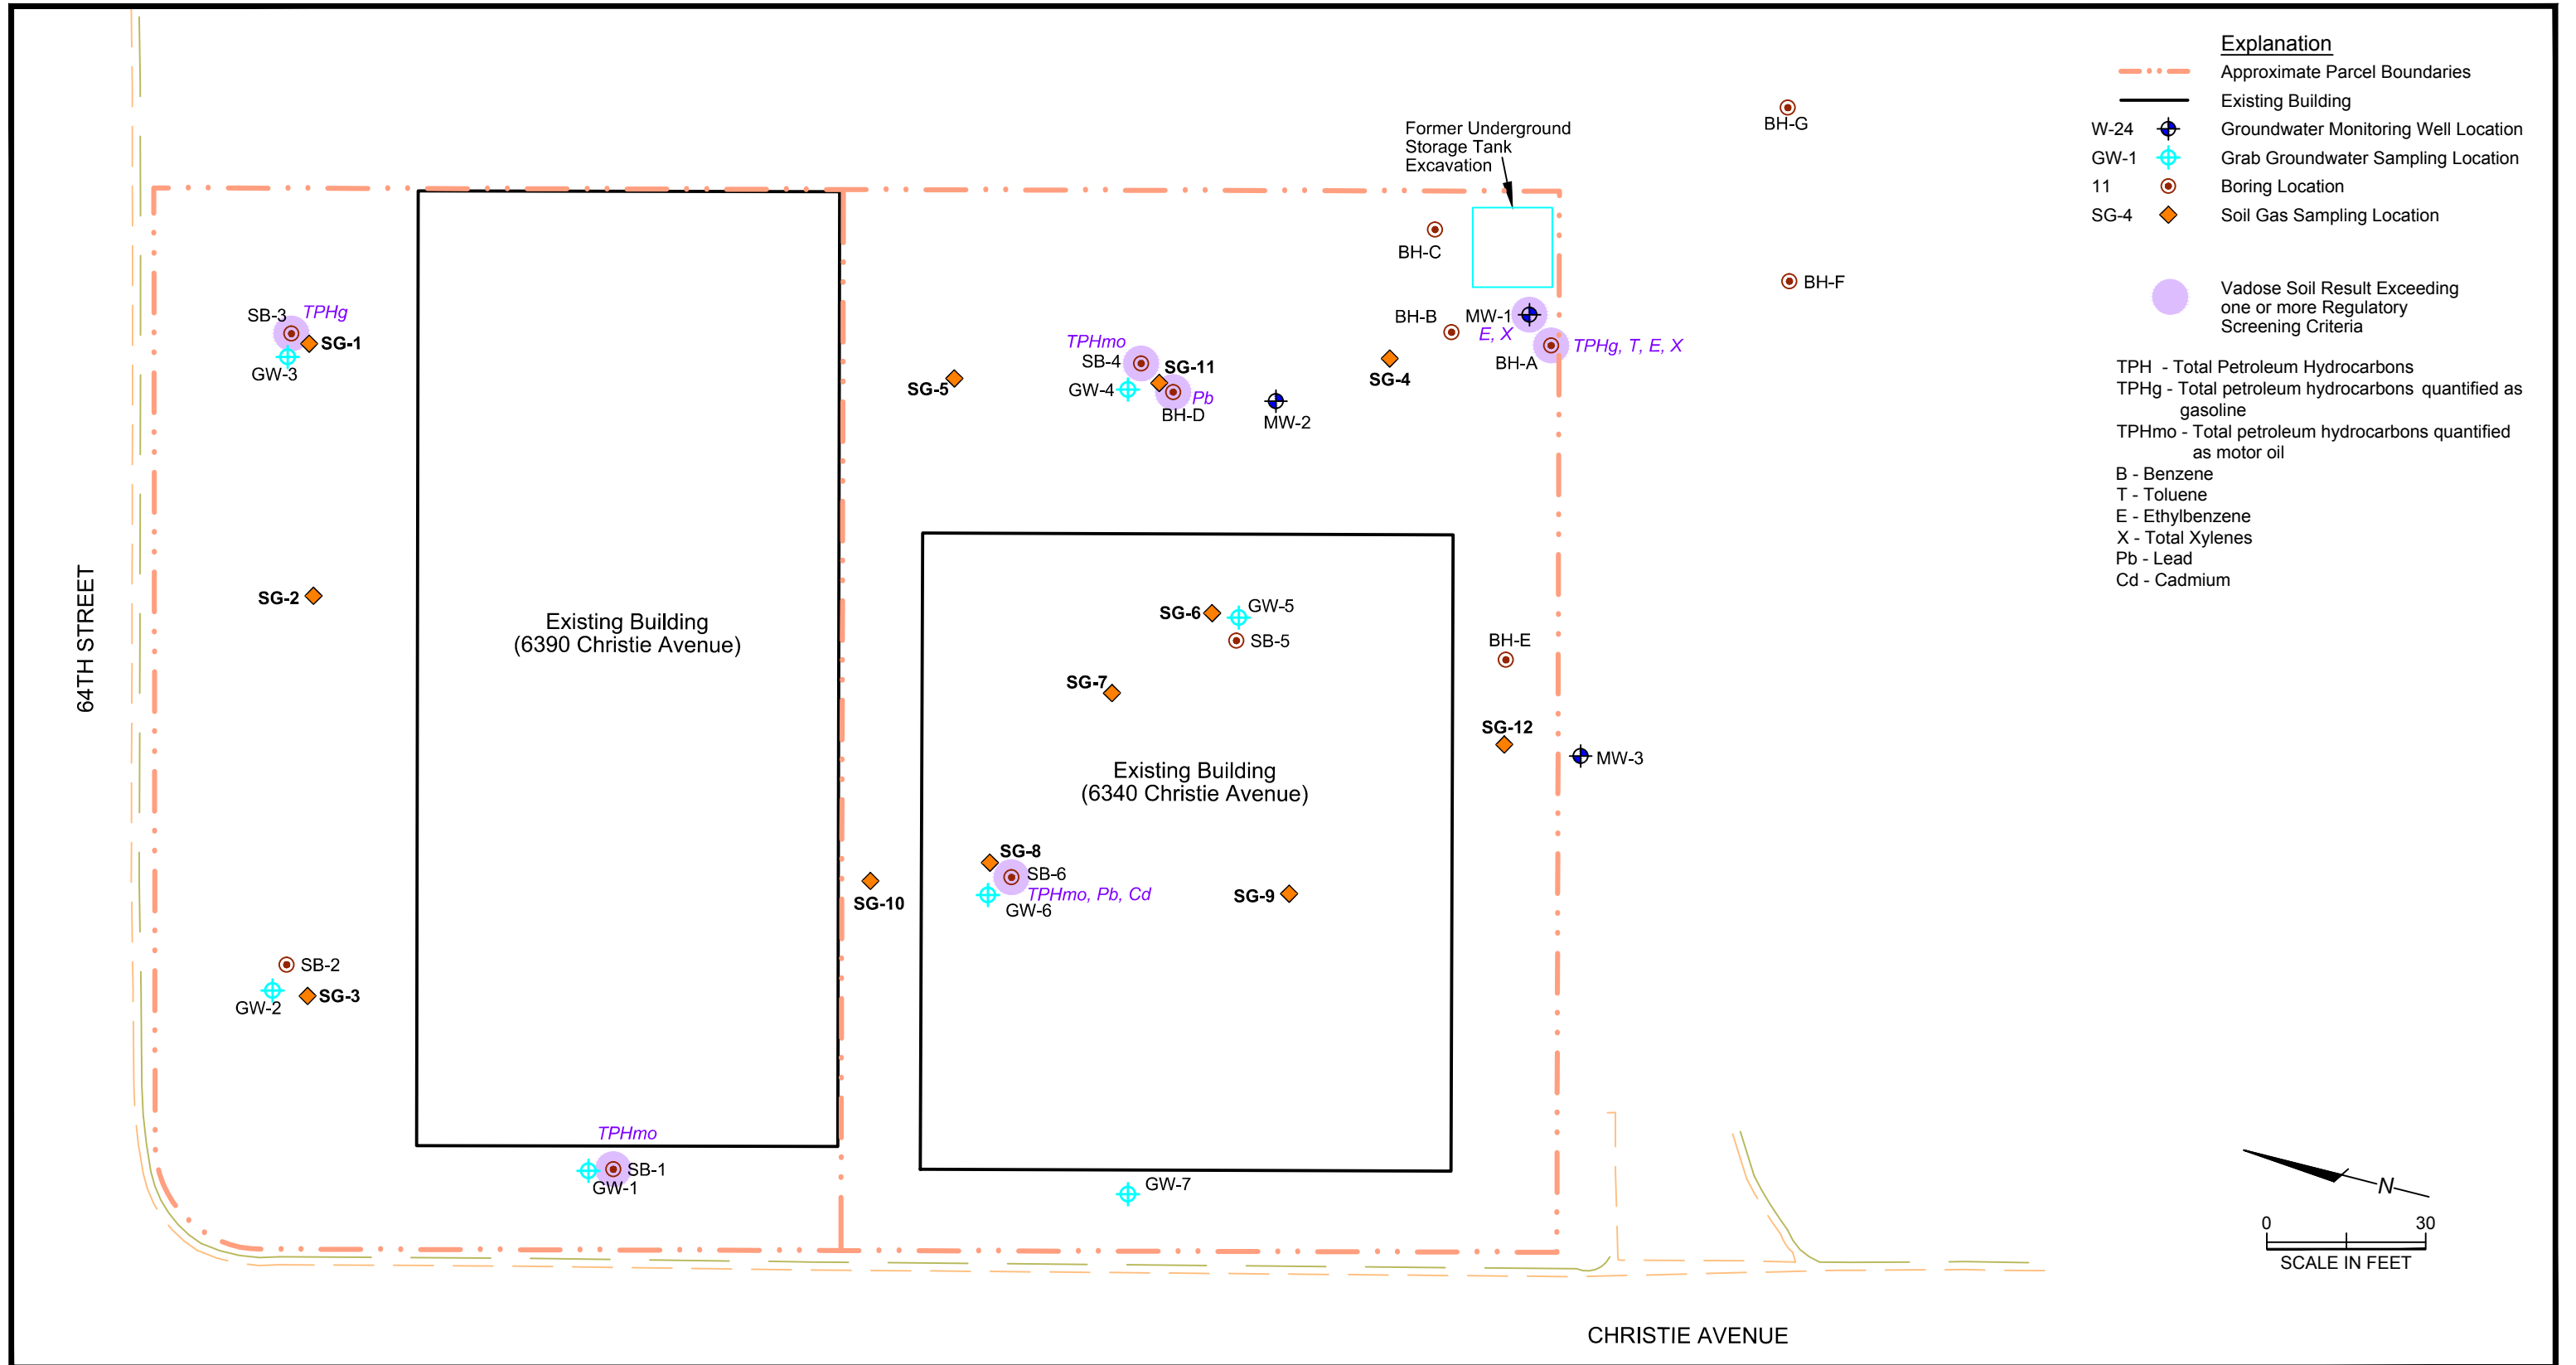 Explanation
Approximate Parcel Boundaries
Existing Building
W-24
Groundwater Monitoring Well Location
GW-1
Grab Groundwater Sampling Location
11
Boring Location
SG-4
Soil Gas Sampling Location
Vadose Soil Result Exceeding
one or more Regulatory
Screening Criteria
TPH - Total Petroleum Hydrocarbons
TPHg - Total petroleum hydrocarbons quantified as
gasoline
TPHmo - Total petroleum hydrocarbons quantified
as motor oil
B - Benzene
T - Toluene
E - Ethylbenzene
X - Total Xylenes
Pb - Lead
Cd - Cadmium
BH-G
Former Underground
Storage Tank
Excavation
BH-C
BH-F
SB-3
TPHg
SG-1
GW-3
BH-B
MW-1
E, X
BH-A
TPHg, T, E, X
TPHmo
SB-4
SG-11
GW-4
Pb
BH-D
SG-5
SG-4
MW-2
64TH STREET
SG-2
Existing Building
(6390 Christie Avenue)
SG-6
GW-5
SB-5
SG-7
BH-E
SG-12
MW-3
Existing Building
(6340 Christie Avenue)
SG-8
SB-6
TPHmo, Pb, Cd
GW-6
SG-10
SG-9
SB-2
GW-2
SG-3
TPHmo
SB-1
GW-1
GW-7
N
0 30
SCALE IN FEET
CHRISTIE AVENUE